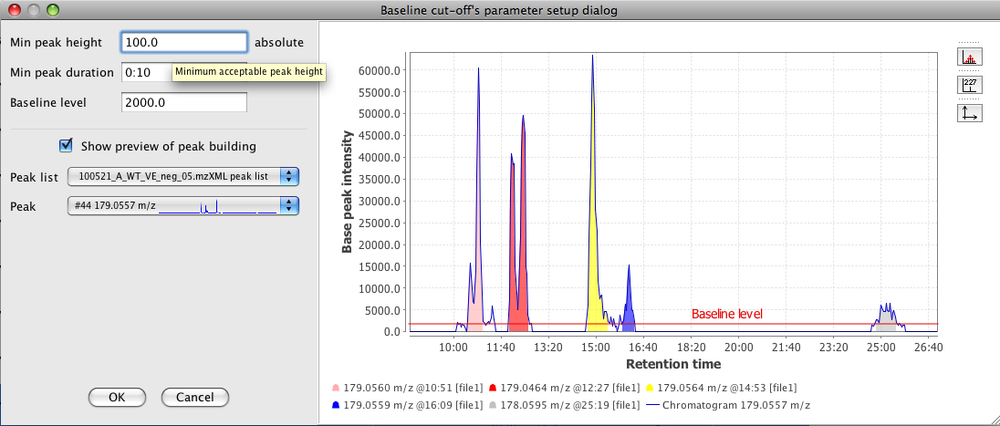 Baseline cut-off's parameter setup dialog
Min peak height 100.0 absolute
Min peak duration 0:10
Minimum acceptable peak height
Baseline level 2000.0
Show preview of peak building
Peak list 100521_A_WT_VE_neg_05.mzXML peak list
Peak #44 179.0557 m/z
OK Cancel
Base peak intensity
60000.0
55000.0
50000.0
45000.0
40000.0
35000.0
30000.0
25000.0
20000.0
15000.0
10000.0
5000.0
0.0
Baseline level
10:00 11:40 13:20 15:00 16:40 18:20 20:00 21:40 23:20 25:00 26:40
Retention time
179.0560 m/z @10:51 [file1] 179.0464 m/z @12:27 [file1] 179.0564 m/z @14:53 [file1]
179.0559 m/z @16:09 [file1] 178.0595 m/z @25:19 [file1] Chromatogram 179.0557 m/z
227